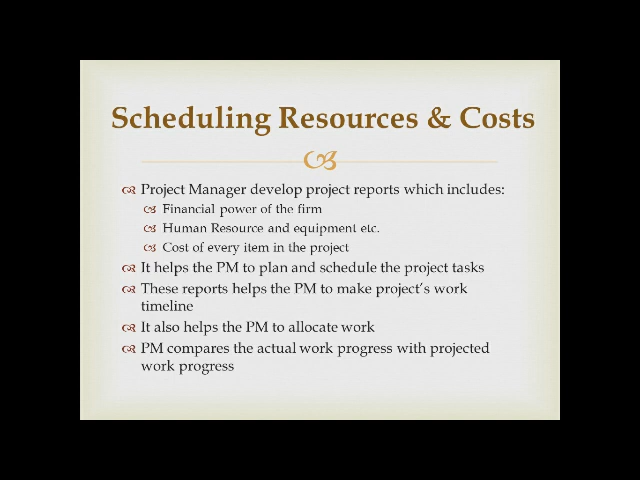 Scheduling Resources & Costs
Project Manager develop project reports which includes:
Financial power of the firm
Human Resource and equipment etc.
Cost of every item in the project
It helps the PM to plan and schedule the project tasks
These reports helps the PM to make project's work
timeline
It also helps the PM to allocate work
PM compares the actual work progress with projected
work progress